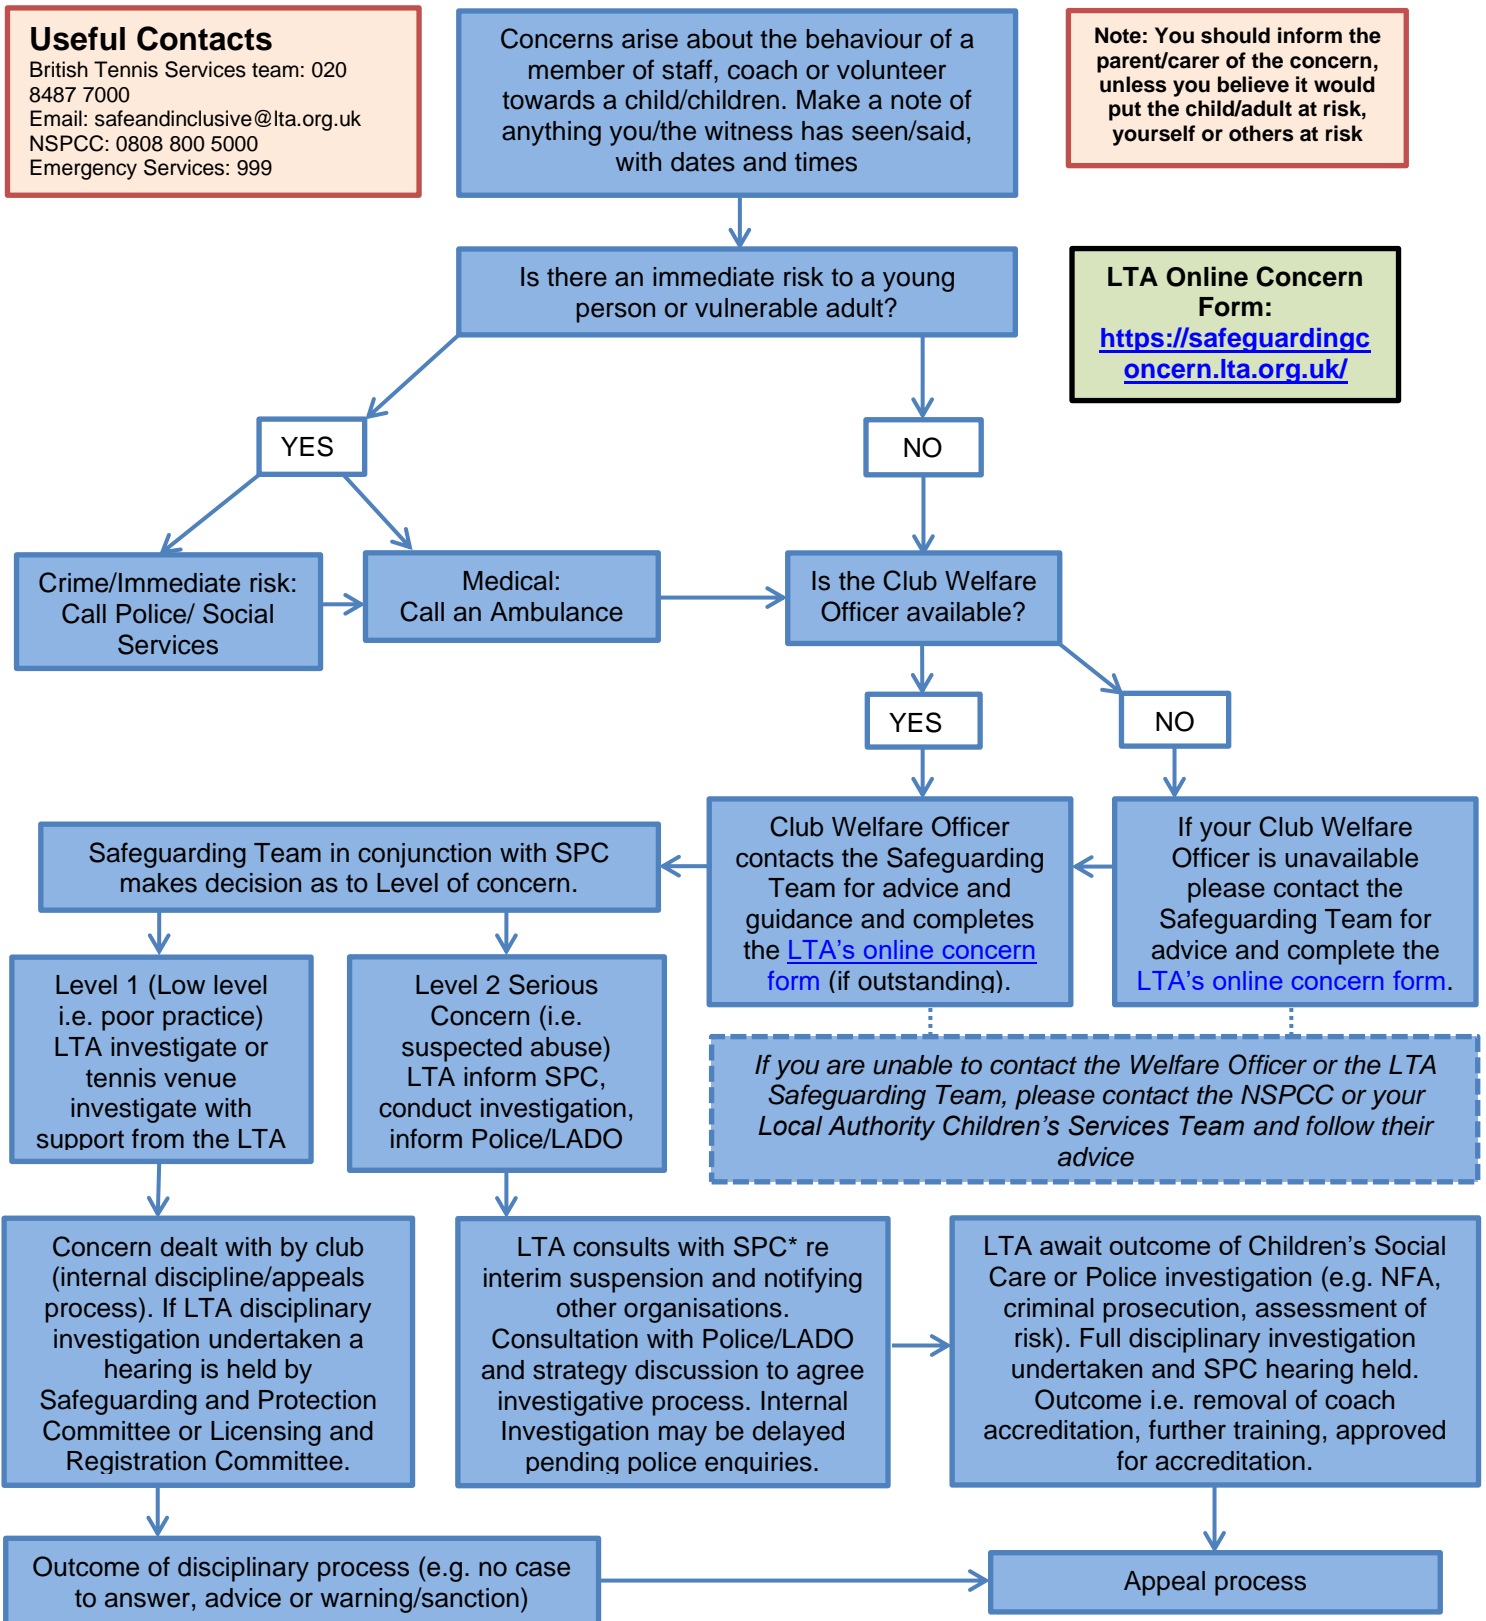 Useful Contacts
British Tennis Services team: 020
8487 7000
Email: safeandinclusive@lta.org.uk
NSPCC: 0808 800 5000
Emergency Services: 999
Concerns arise about the behaviour of a
member of staff, coach or volunteer
towards a child/children. Make a note of
anything you/the witness has seen/said,
with dates and times
Note: You should inform the
parent/carer of the concern,
unless you believe it would
put the child/adult at risk,
yourself or others at risk
Is there an immediate risk to a young
person or vulnerable adult?
LTA Online Concern
Form:
https://safeguardingc
oncern.lta.org.uk/
YES
NO
Crime/Immediate risk:
Call Police/ Social
Services
Medical:
Call an Ambulance
Is the Club Welfare
Officer available?
YES
NO
Safeguarding Team in conjunction with SPC
makes decision as to Level of concern.
Club Welfare Officer
contacts the Safeguarding
Team for advice and
guidance and completes
the LTA's online concern
form (if outstanding).
If your Club Welfare
Officer is unavailable
please contact the
Safeguarding Team for
advice and complete the
LTA's online concern form.
Level 1 (Low level
i.e. poor practice)
LTA investigate or
tennis venue
investigate with
support from the LTA
Level 2 Serious
Concern (i.e.
suspected abuse)
LTA inform SPC,
conduct investigation,
inform Police/LADO
If you are unable to contact the Welfare Officer or the LTA
Safeguarding Team, please contact the NSPCC or your
Local Authority Children's Services Team and follow their
advice
Concern dealt with by club
(internal discipline/appeals
process). If LTA disciplinary
investigation undertaken a
hearing is held by
Safeguarding and Protection
Committee or Licensing and
Registration Committee.
LTA consults with SPC* re
interim suspension and notifying
other organisations.
Consultation with Police/LADO
and strategy discussion to agree
investigative process. Internal
Investigation may be delayed
pending police enquiries.
LTA await outcome of Children's Social
Care or Police investigation (e.g. NFA,
criminal prosecution, assessment of
risk). Full disciplinary investigation
undertaken and SPC hearing held.
Outcome i.e. removal of coach
accreditation, further training, approved
for accreditation.
Outcome of disciplinary process (e.g. no case
to answer, advice or warning/sanction)
Appeal process